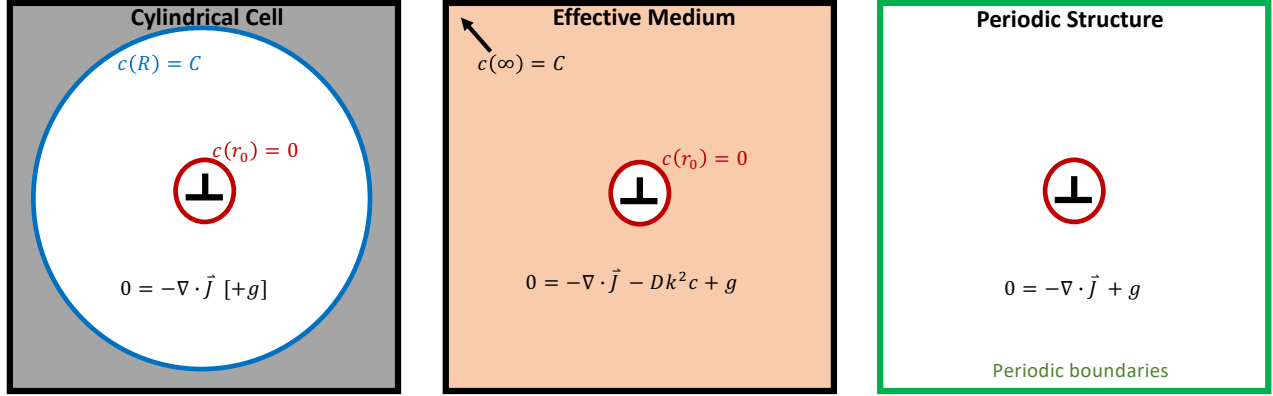 Cylindrical Cell
c(R) = C
c(r₀) = 0
0 = −∇ · J⃗ [+g]
Effective Medium
c(∞) = C
c(r₀) = 0
0 = −∇ · J⃗ − Dk²c + g
Periodic Structure
0 = −∇ · J⃗ + g
Periodic boundaries